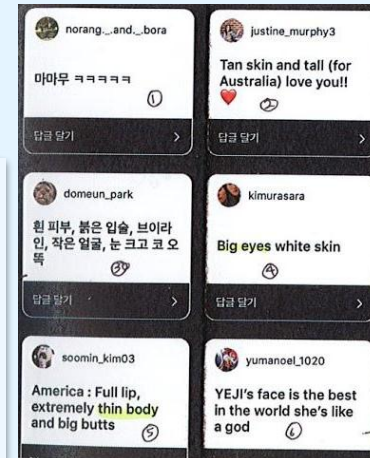 norang._.and._.bora
마마무 ㅋㅋㅋㅋㅋ
①
답글 달기 >
justine_murphy3
Tan skin and tall (for
Australia) love you!!
❤️ ②
답글 달기 >
domeun_park
흰 피부, 붉은 입술, 브이라
인, 작은 얼굴, 눈 크고 코 오
똑
③
답글 달기 >
kimurasara
Big eyes white skin
④
답글 달기 >
soomin_kim03
America : Full lip,
extremely thin body
and big butts
⑤
yumanoel_1020
YEJI's face is the best
in the world she's like
a god ⑥